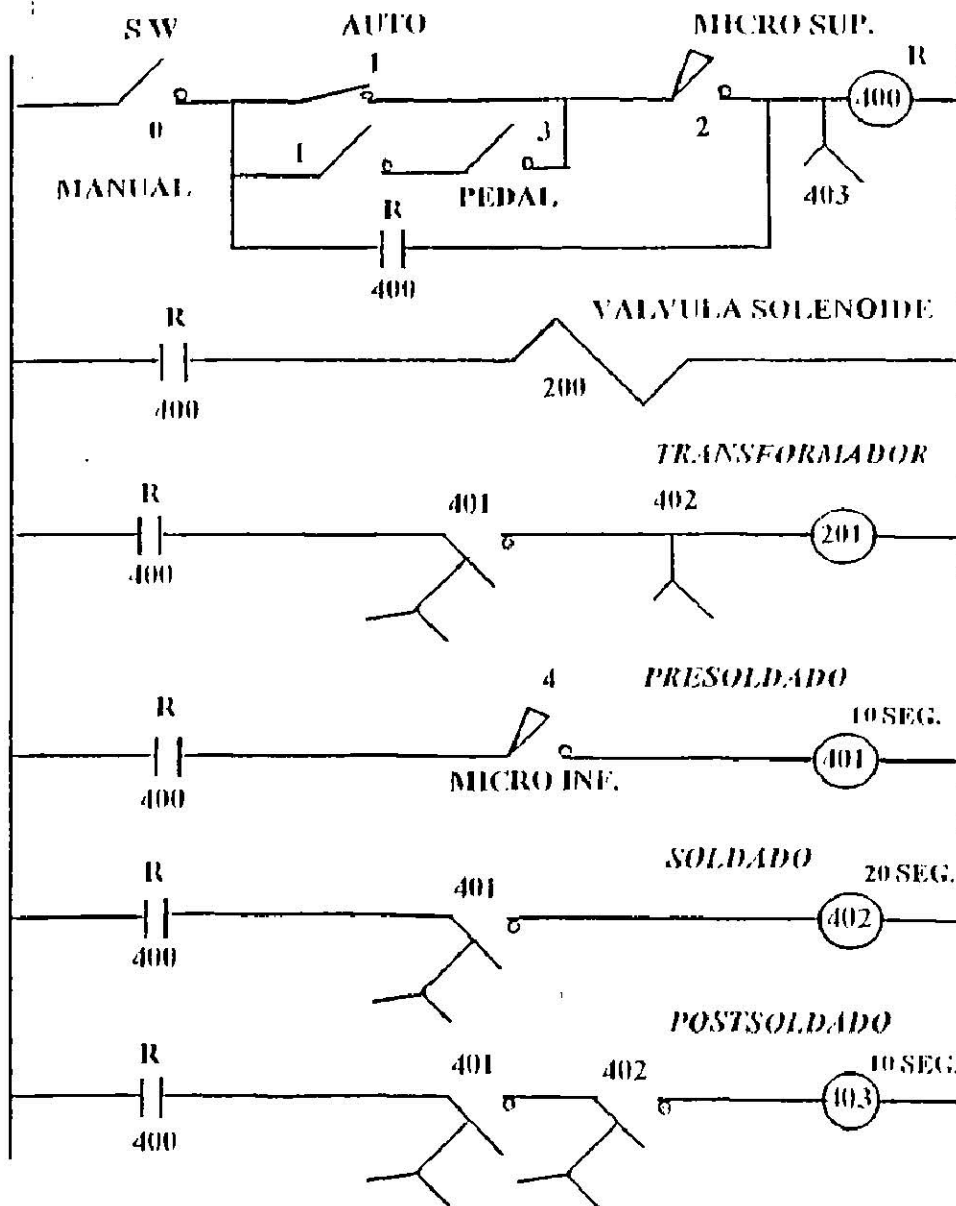 SW AUTO MICRO SUP. R
1 400
0 1 3 2
MANUAL PEDAL 403
R
400
R VALVULA SOLENOIDE
400 200
TRANSFORMADOR
R 401 402
400 201
4 PRESOLDADO
R 10 SEG.
400 MICRO INF. 401
SOLDADO
R 401 20 SEG.
400 402
POSTSOLDADO
R 401 402 10 SEG.
400 403